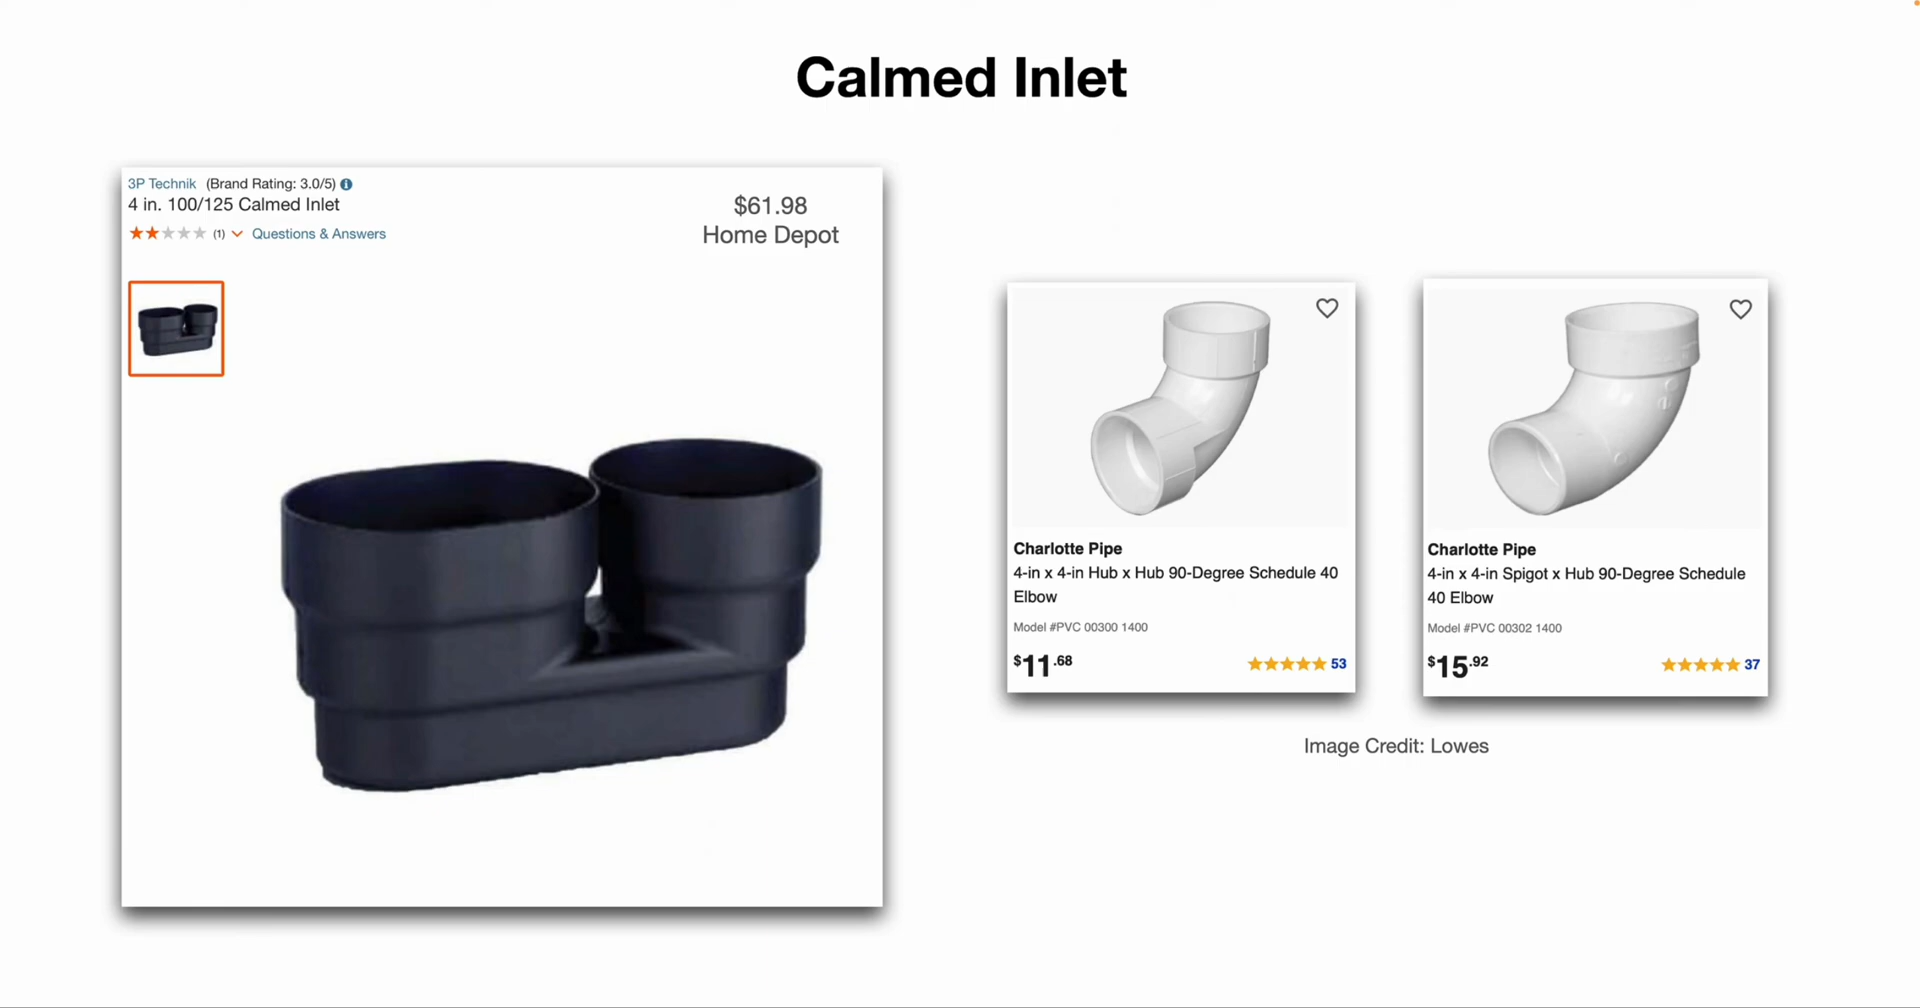 Calmed Inlet
3P Technik (Brand Rating: 3.0/5)
4 in. 100/125 Calmed Inlet
(1) Questions & Answers
$61.98
Home Depot
Charlotte Pipe
4-in x 4-in Hub x Hub 90-Degree Schedule 40
Elbow
Model #PVC 00300 1400
$11.68
53
Charlotte Pipe
4-in x 4-in Spigot x Hub 90-Degree Schedule
40 Elbow
Model #PVC 00302 1400
$15.92
37
Image Credit: Lowes